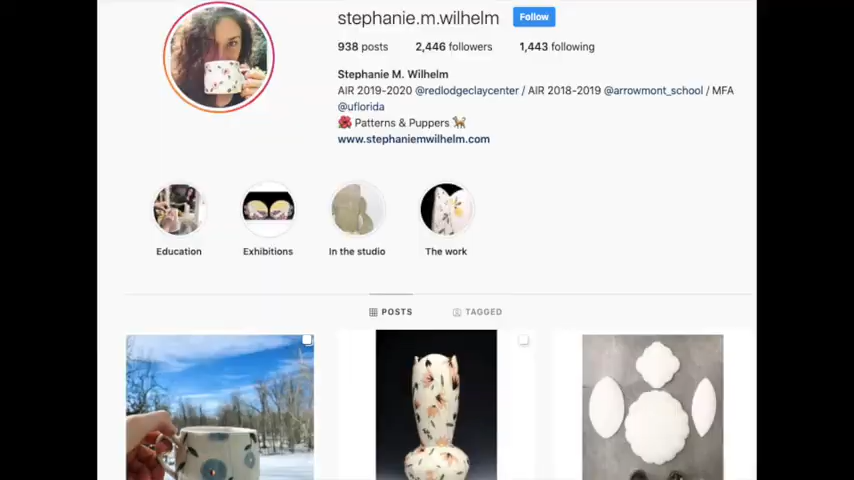 stephanie.m.wilhelm Follow
938 posts 2,446 followers 1,443 following
Stephanie M. Wilhelm
AIR 2019-2020 @redlodgeclaycenter / AIR 2018-2019 @arrowmont_school / MFA
@uflorida
🌺 Patterns & Puppers 🐕
www.stephaniemwilhelm.com
Education Exhibitions In the studio The work
POSTS TAGGED